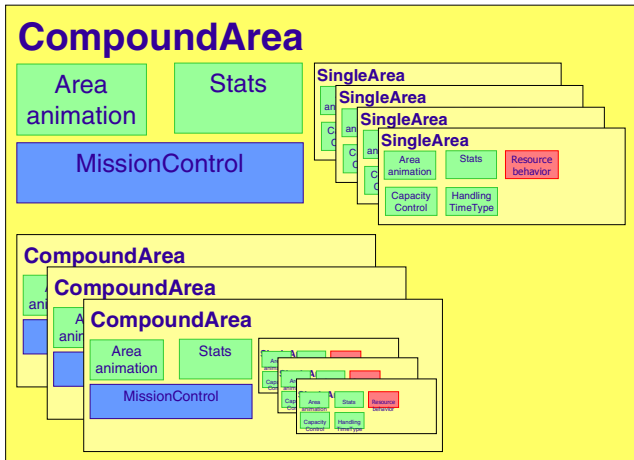 CompoundArea
Area
animation
Stats
MissionControl
SingleArea
SingleArea
SingleArea
SingleArea
Area
animation
Stats
Resource
behavior
Capacity
Control
Handling
TimeType
CompoundArea
CompoundArea
CompoundArea
Area
animation
Stats
MissionControl
Area
animation
Stats
Resource
behavior
Capacity
Control
Handling
TimeType